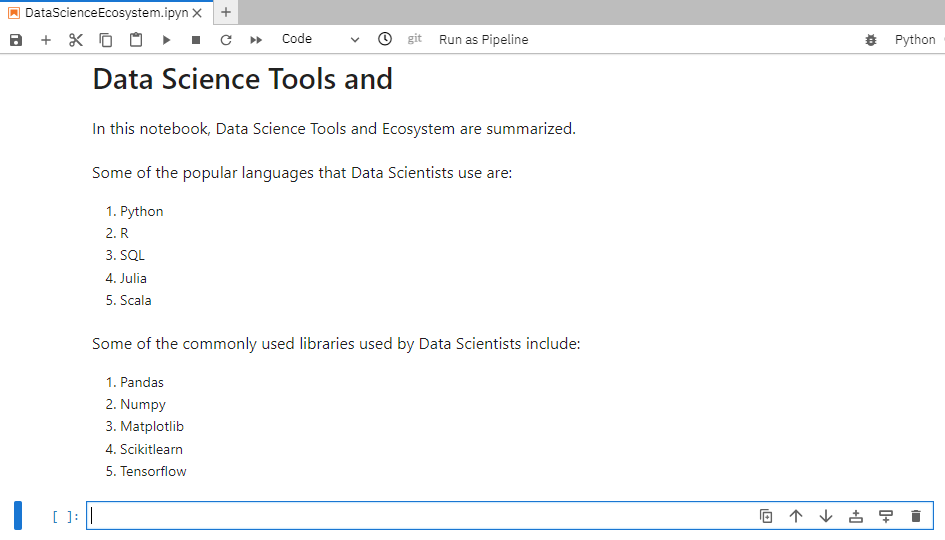 DataScienceEcosystem.ipyn
Code git Run as Pipeline Python
Data Science Tools and
In this notebook, Data Science Tools and Ecosystem are summarized.
Some of the popular languages that Data Scientists use are:
1. Python
2. R
3. SQL
4. Julia
5. Scala
Some of the commonly used libraries used by Data Scientists include:
1. Pandas
2. Numpy
3. Matplotlib
4. Scikitlearn
5. Tensorflow
[ ]: